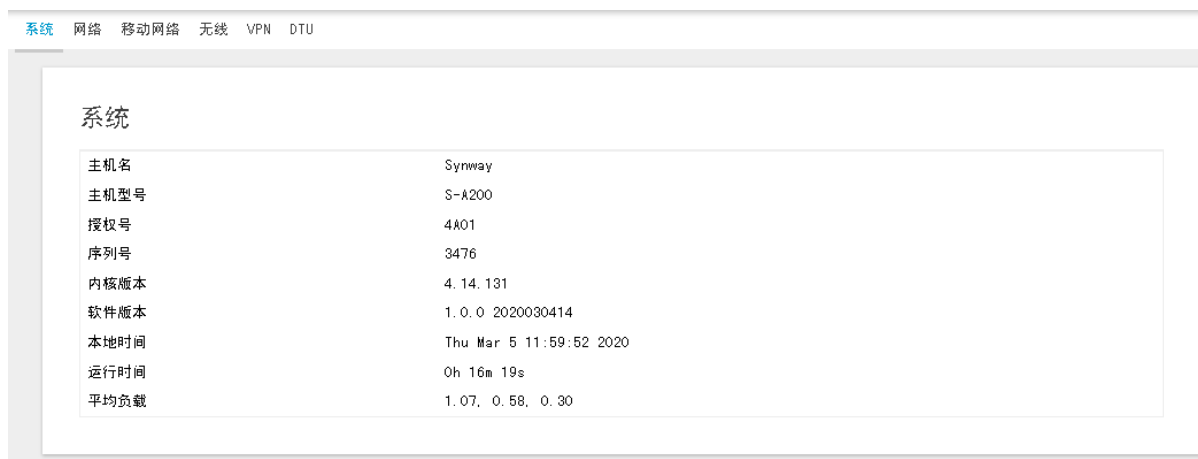 系统 网络 移动网络 无线 VPN DTU
系统
主机名 Synway
主机型号 S-A200
授权号 4A01
序列号 3476
内核版本 4.14.131
软件版本 1.0.0 2020030414
本地时间 Thu Mar 5 11:59:52 2020
运行时间 0h 16m 19s
平均负载 1.07, 0.58, 0.30